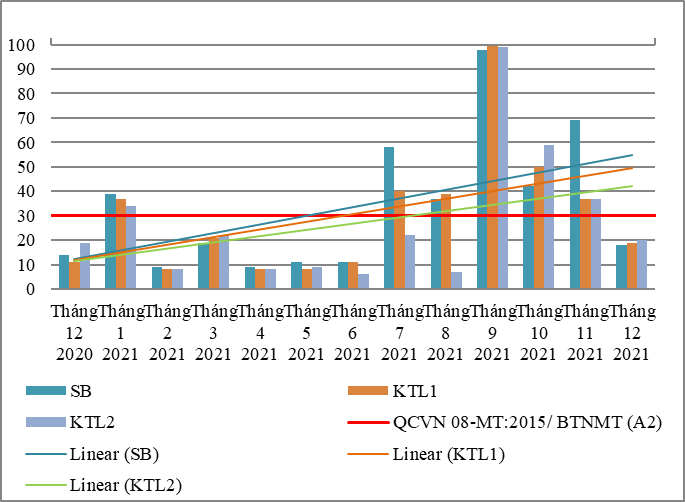 100
90
80
70
60
50
40
30
20
10
0
Tháng Tháng Tháng Tháng Tháng Tháng Tháng Tháng Tháng Tháng Tháng Tháng Tháng
12 1 2 3 4 5 6 7 8 9 10 11 12
2020 2021 2021 2021 2021 2021 2021 2021 2021 2021 2021 2021 2021
SB KTL1
KTL2 QCVN 08-MT:2015/ BTNMT (A2)
Linear (SB) Linear (KTL1)
Linear (KTL2)